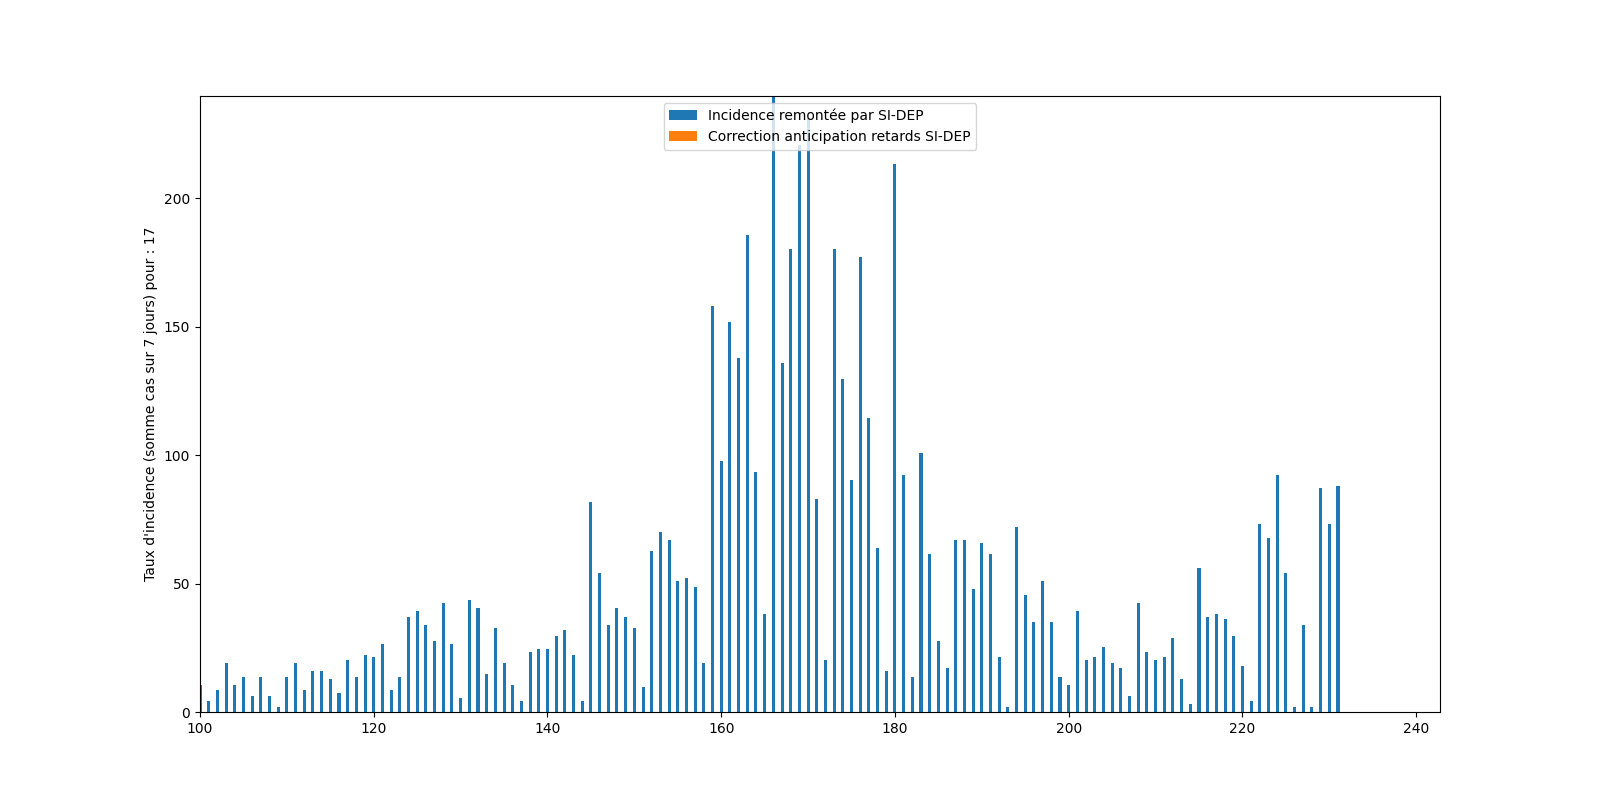 Incidence remontée par SI-DEP
Correction anticipation retards SI-DEP
Taux d'incidence (somme cas sur 7 jours) pour : 17
200
150
100
50
0
100 120 140 160 180 200 220 240